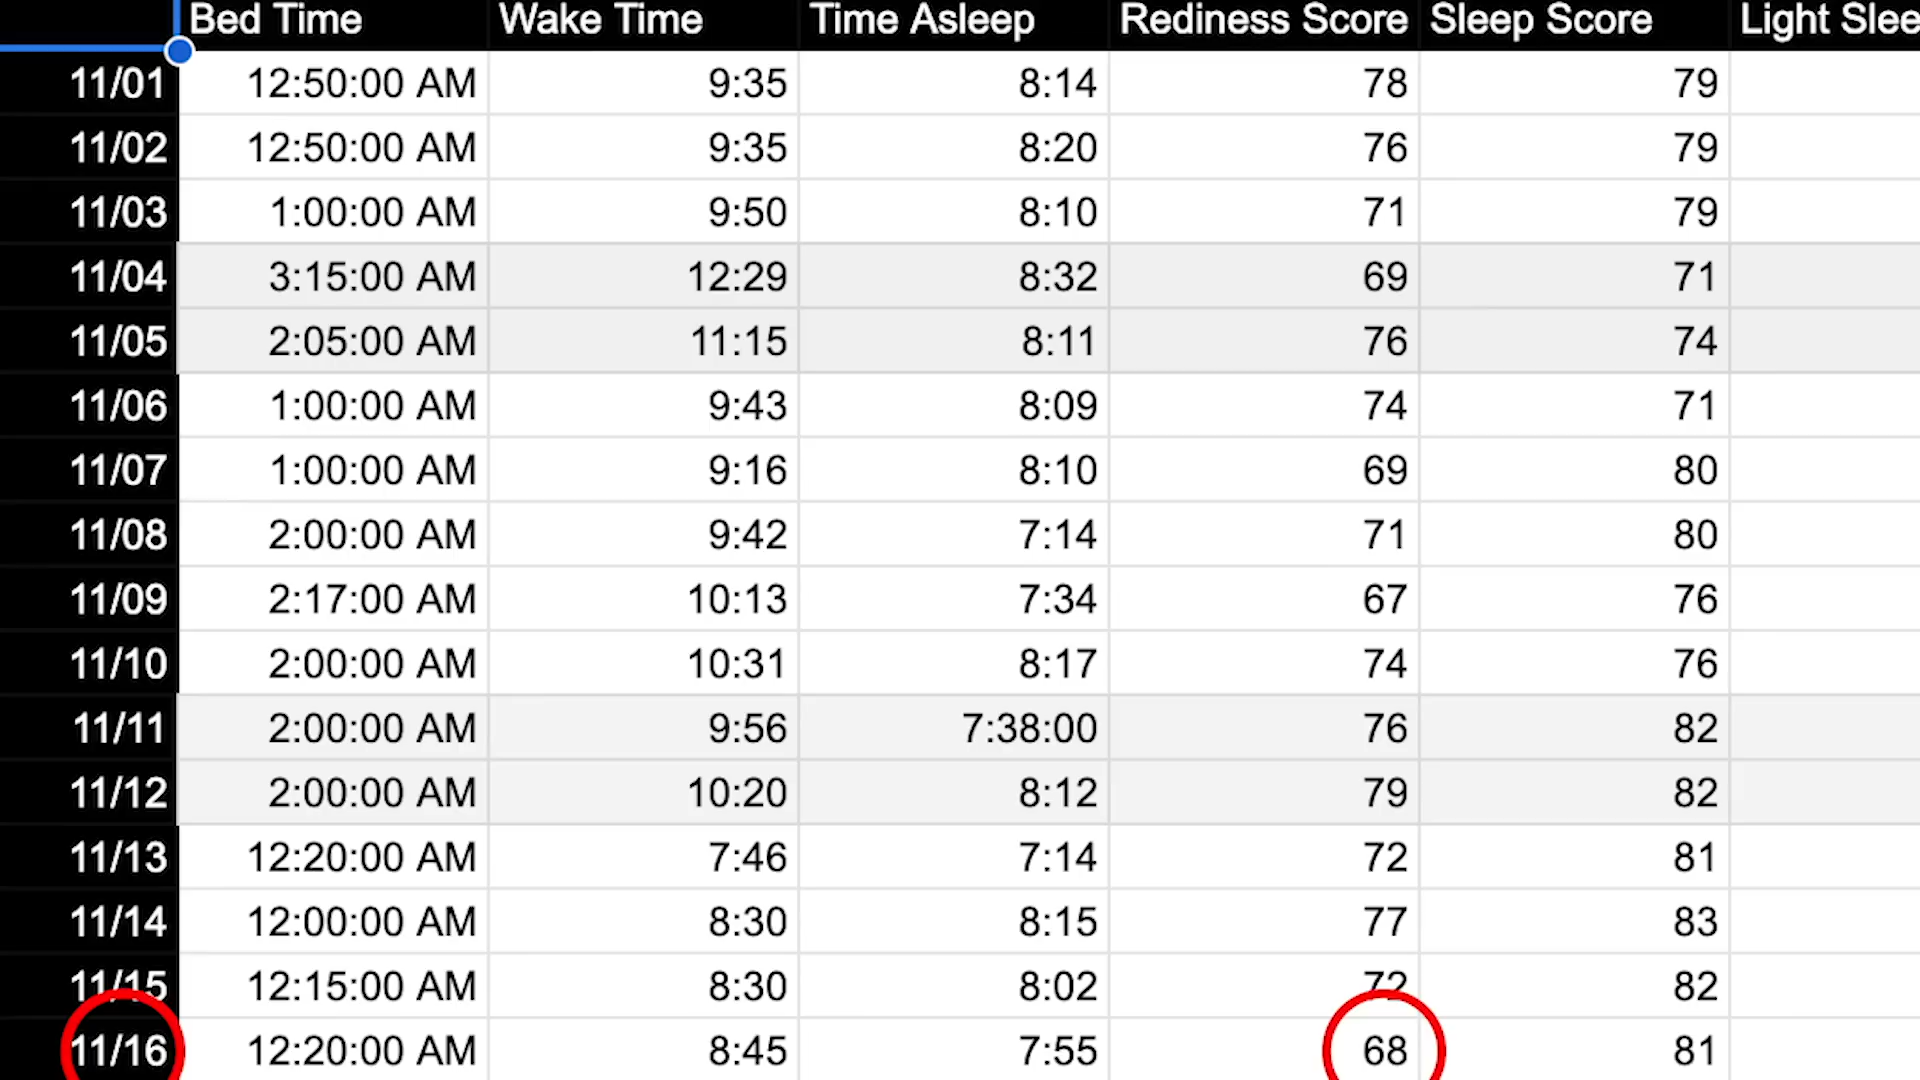 Bed Time Wake Time Time Asleep Rediness Score Sleep Score Light Slee
11/01 12:50:00 AM 9:35 8:14 78 79
11/02 12:50:00 AM 9:35 8:20 76 79
11/03 1:00:00 AM 9:50 8:10 71 79
11/04 3:15:00 AM 12:29 8:32 69 71
11/05 2:05:00 AM 11:15 8:11 76 74
11/06 1:00:00 AM 9:43 8:09 74 71
11/07 1:00:00 AM 9:16 8:10 69 80
11/08 2:00:00 AM 9:42 7:14 71 80
11/09 2:17:00 AM 10:13 7:34 67 76
11/10 2:00:00 AM 10:31 8:17 74 76
11/11 2:00:00 AM 9:56 7:38:00 76 82
11/12 2:00:00 AM 10:20 8:12 79 82
11/13 12:20:00 AM 7:46 7:14 72 81
11/14 12:00:00 AM 8:30 8:15 77 83
11/15 12:15:00 AM 8:30 8:02 72 82
11/16 12:20:00 AM 8:45 7:55 68 81